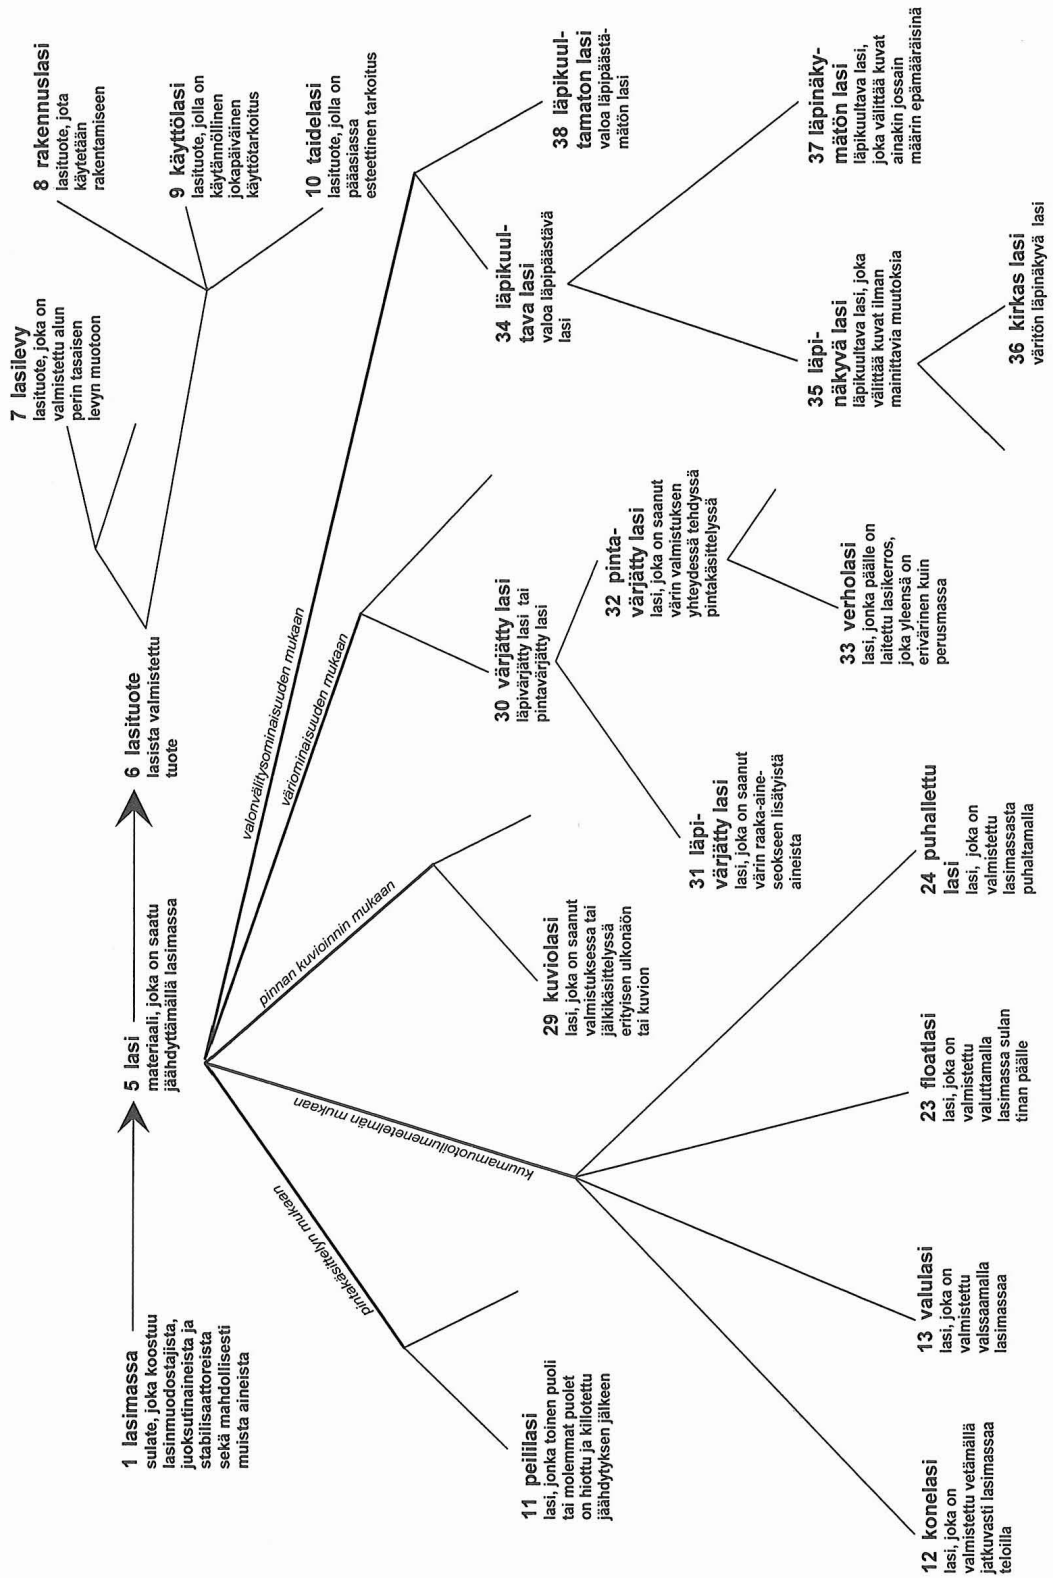 1 lasimassa
sulate, joka koostuu
lasinmuodostajista,
juoksutinaineista ja
stabilisaattoreista
sekä mahdollisesti
muista aineista
5 lasi
materiaali, joka on saatu
jäähdyttämällä lasimassa
6 lasituote
lasista valmistettu
tuote
7 lasilevy
lasituote, joka on
valmistettu alun
perin tasaisen
levyn muotoon
8 rakennuslasi
lasituote, jota
käytetään
rakentamiseen
9 käyttölasi
lasituote, jolla on
käytännöllinen
jokapäiväinen
käyttötarkoitus
10 taidelasi
lasituote, jolla on
pääasiassa
esteettinen tarkoitus
pintakäsittelyn mukaan
kuumamuotoilumenetelmän mukaan
pinnan kuvioinnin mukaan
väriominaisuuden mukaan
valonvälitysominaisuuden mukaan
11 peililasi
lasi, jonka toinen puoli
tai molemmat puolet
on hiottu ja killotettu
jäähdytyksen jälkeen
29 kuviolasi
lasi, joka on saanut
valmistuksessa tai
jälkikäsittelyssä
erityisen ulkonäön
tai kuvion
30 värjätty lasi
läpivärjätty lasi tai
pintavärjätty lasi
34 läpikuul-
tava lasi
valoa läpipäästävä
lasi
38 läpikuul-
tamaton lasi
valoa läpipäästä-
mätön lasi
31 läpi-
värjätty lasi
lasi, joka on saanut
värin raaka-aine-
seokseen lisätyistä
aineista
32 pinta-
värjätty lasi
lasi, joka on saanut
värin valmistuksen
yhteydessä tehdyssä
pintakäsittelyssä
33 verholasi
lasi, jonka päälle on
laitettu lasikerros,
joka yleensä on
erivärinen kuin
perusmassa
35 läpi-
näkyvä lasi
läpikuultava lasi, joka
välittää kuvat ilman
mainittavia muutoksia
37 läpinäky-
mätön lasi
läpikuultava lasi,
joka välittää kuvat
ainakin jossain
määrin epämääräisinä
36 kirkas lasi
väritön läpinäkyvä lasi
12 konelasi
lasi, joka on
valmistettu vetämällä
jatkuvasti lasimassaa
teloilla
13 valulasi
lasi, joka on
valmistettu
valssaamalla
lasimassaa
23 floatlasi
lasi, joka on
valmistettu
valuttamalla
lasimassa sulan
tinan päälle
24 puhallettu
lasi
lasi, joka on
valmistettu
lasimassasta
puhaltamalla